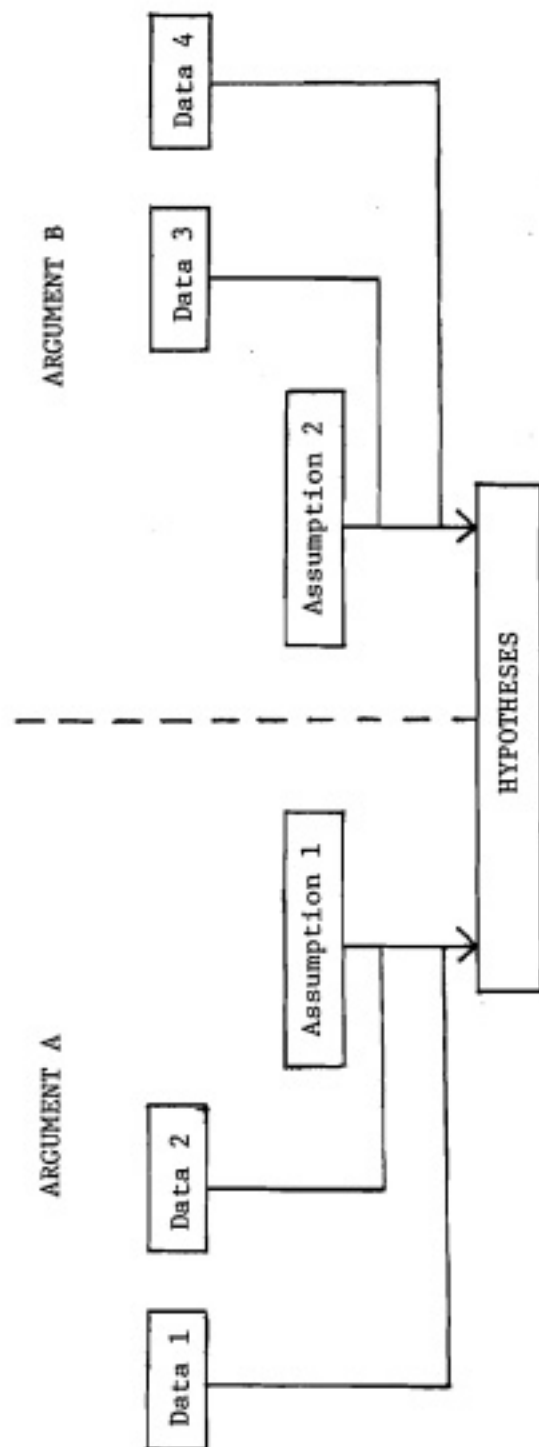 ARGUMENT A
ARGUMENT B
Data 1
Data 2
Data 3
Data 4
Assumption 1
Assumption 2
HYPOTHESES